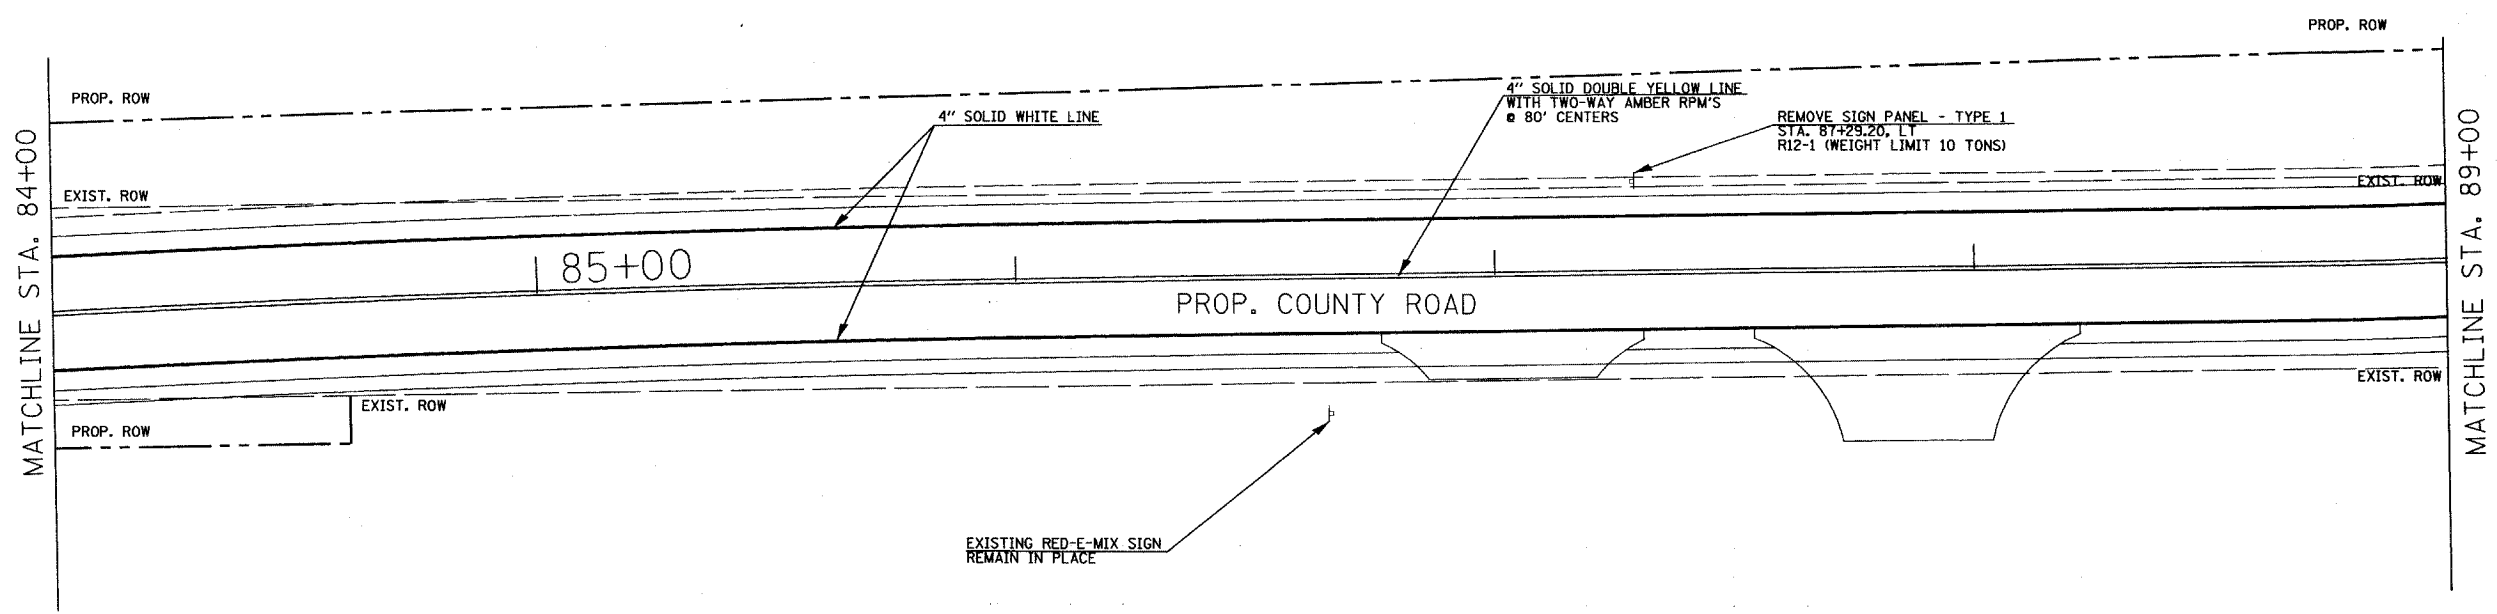 PROP. ROW
PROP. ROW
4" SOLID WHITE LINE
4" SOLID DOUBLE YELLOW LINE
WITH TWO-WAY AMBER RPM'S
@ 80' CENTERS
REMOVE SIGN PANEL - TYPE 1
STA. 87+29.20, LT
R12-1 (WEIGHT LIMIT 10 TONS)
MATCHLINE STA. 84+00
MATCHLINE STA. 89+00
EXIST. ROW
EXIST. ROW
85+00
PROP. COUNTY ROAD
EXIST. ROW
EXIST. ROW
PROP. ROW
EXISTING RED-E-MIX SIGN
REMAIN IN PLACE